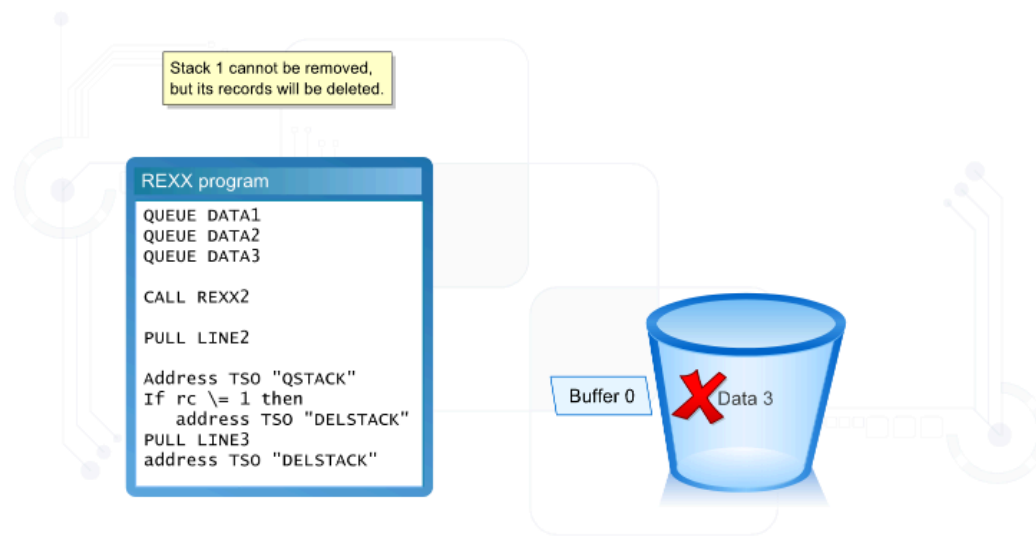 Stack 1 cannot be removed,
but its records will be deleted.
REXX program
QUEUE DATA1
QUEUE DATA2
QUEUE DATA3
CALL REXX2
PULL LINE2
Address TSO "QSTACK"
If rc \= 1 then
address TSO "DELSTACK"
PULL LINE3
address TSO "DELSTACK"
Buffer 0
Data 3